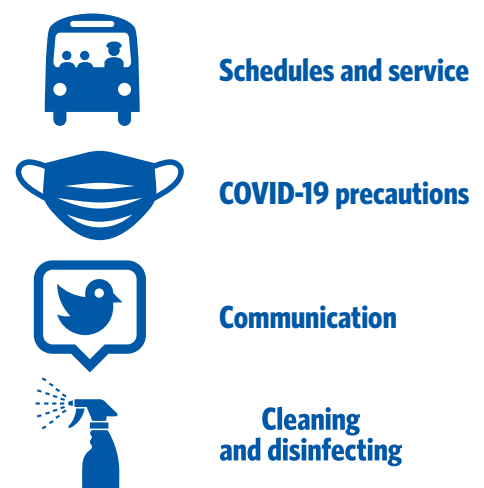 Schedules and service
COVID-19 precautions
Communication
Cleaning
and disinfecting